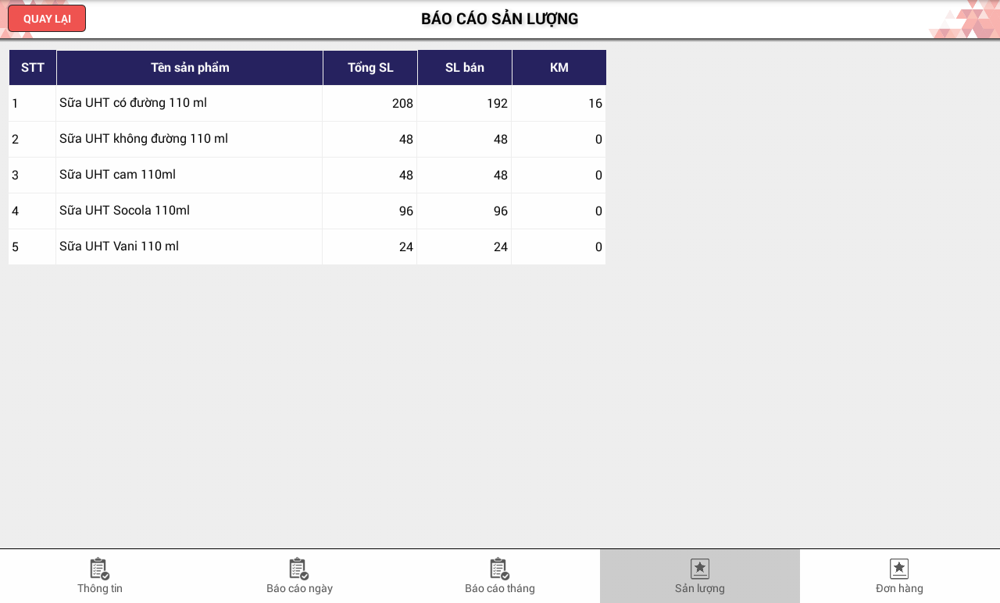 QUAY LẠI
BÁO CÁO SẢN LƯỢNG
STT Tên sản phẩm Tổng SL SL bán KM
1 Sữa UHT có đường 110 ml 208 192 16
2 Sữa UHT không đường 110 ml 48 48 0
3 Sữa UHT cam 110ml 48 48 0
4 Sữa UHT Socola 110ml 96 96 0
5 Sữa UHT Vani 110 ml 24 24 0
Thông tin Báo cáo ngày Báo cáo tháng Sản lượng Đơn hàng